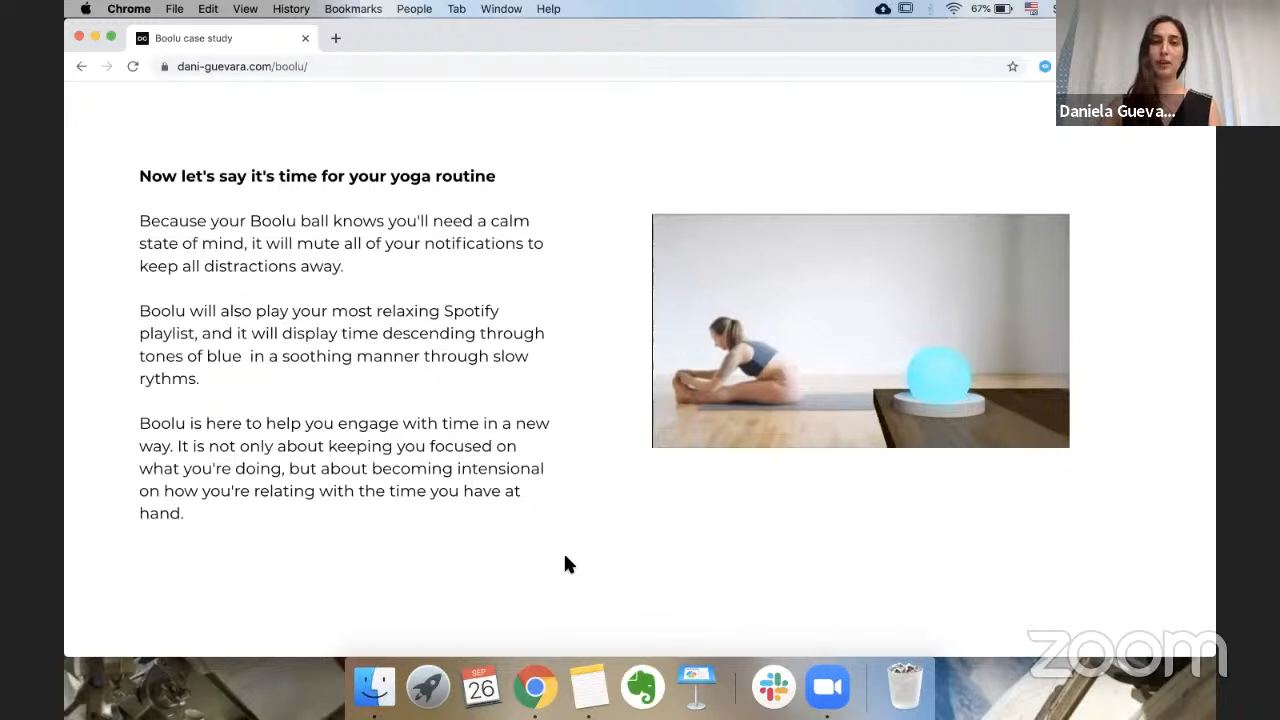 Chrome File Edit View History Bookmarks People Tab Window Help 67%
Boolu case study
dani-guevara.com/boolu/
Daniela Gueva...
Now let's say it's time for your yoga routine
Because your Boolu ball knows you'll need a calm
state of mind, it will mute all of your notifications to
keep all distractions away.
Boolu will also play your most relaxing Spotify
playlist, and it will display time descending through
tones of blue in a soothing manner through slow
rythms.
Boolu is here to help you engage with time in a new
way. It is not only about keeping you focused on
what you're doing, but about becoming intensional
on how you're relating with the time you have at
hand.
zoom
SEP
26